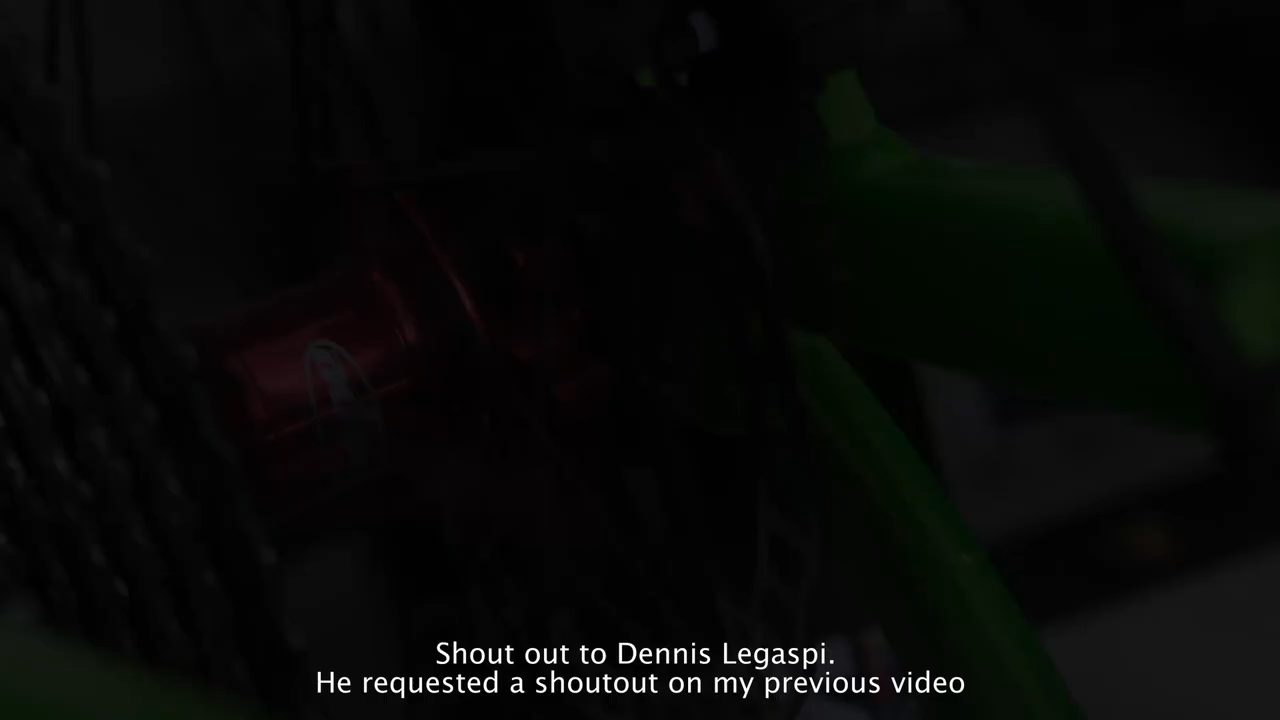 Shout out to Dennis Legaspi.
He requested a shoutout on my previous video